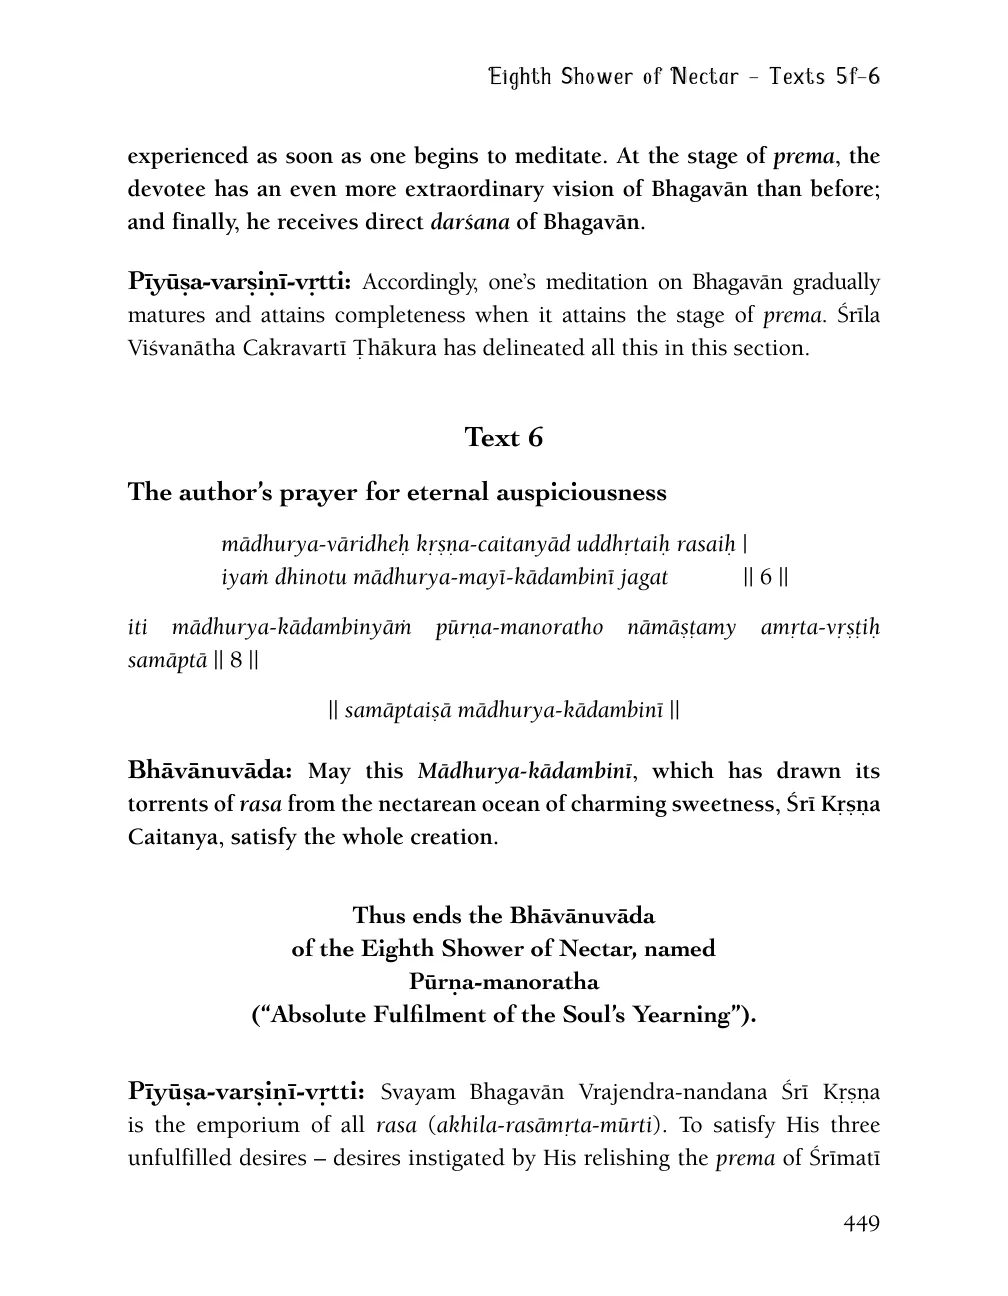 Eighth Shower of Nectar – Texts 5f–6
experienced as soon as one begins to meditate. At the stage of prema, the
devotee has an even more extraordinary vision of Bhagavān than before;
and finally, he receives direct darśana of Bhagavān.
Pīyūṣa-varṣiṇī-vṛtti: Accordingly, one’s meditation on Bhagavān gradually
matures and attains completeness when it attains the stage of prema. Śrīla
Viśvanātha Cakravartī Ṭhākura has delineated all this in this section.
Text 6
The author’s prayer for eternal auspiciousness
mādhurya-vāridheḥ kṛṣṇa-caitanyād uddhṛtaiḥ rasaiḥ |
iyaṁ dhinotu mādhurya-mayī-kādambinī jagat || 6 ||
iti mādhurya-kādambinyāṁ pūrṇa-manoratho nāmāṣṭamy amṛta-vṛṣṭiḥ
samāptā || 8 ||
|| samāptaiṣā mādhurya-kādambinī ||
Bhāvānuvāda: May this Mādhurya-kādambinī, which has drawn its
torrents of rasa from the nectarean ocean of charming sweetness, Śrī Kṛṣṇa
Caitanya, satisfy the whole creation.
Thus ends the Bhāvānuvāda
of the Eighth Shower of Nectar, named
Pūrṇa-manoratha
(“Absolute Fulfilment of the Soul’s Yearning”).
Pīyūṣa-varṣiṇī-vṛtti: Svayam Bhagavān Vrajendra-nandana Śrī Kṛṣṇa
is the emporium of all rasa (akhila-rasāmṛta-mūrti). To satisfy His three
unfulfilled desires – desires instigated by His relishing the prema of Śrīmatī
449